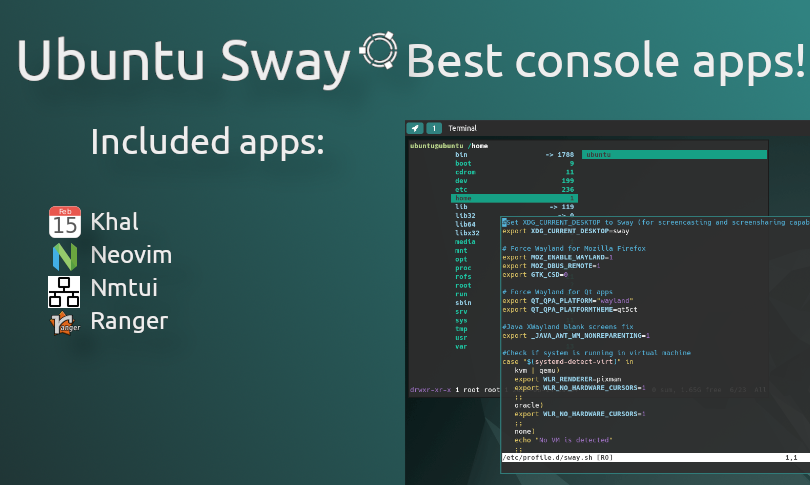 Ubuntu Sway Best console apps!
Included apps:
Feb
15
Khal
Neovim
Nmtui
ranger
Ranger
1 Terminal
ubuntu@ubuntu /home
bin -> 1788 ubuntu
boot 9
cdrom 11
dev 199
etc 236
home 1
lib -> 119
lib32 -> 0
lib64
libx32
media
mnt
opt
proc
rofs
root
run
sbin
srv
sys
tmp
usr
var
drwxr-xr-x 1 root root
#Set XDG_CURRENT_DESKTOP to Sway (for screencasting and screensharing capab
export XDG_CURRENT_DESKTOP=sway
# Force Wayland for Mozilla Firefox
export MOZ_ENABLE_WAYLAND=1
export MOZ_DBUS_REMOTE=1
export GTK_CSD=0
# Force Wayland for Qt apps
export QT_QPA_PLATFORM="wayland"
export QT_QPA_PLATFORMTHEME=qt5ct
#Java XWayland blank screens fix
export _JAVA_AWT_WM_NONREPARENTING=1
#Check if system is running in virtual machine
case "$(systemd-detect-virt)" in
kvm | qemu)
export WLR_RENDERER=pixman
export WLR_NO_HARDWARE_CURSORS=1
;;
oracle)
export WLR_NO_HARDWARE_CURSORS=1
;;
none)
echo "No VM is detected"
;;
/etc/profile.d/sway.sh [RO] 1,1